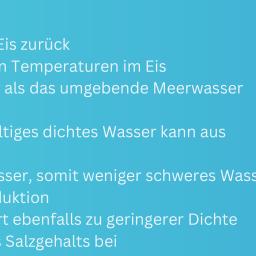 Eis zurück
n Temperaturen im Eis
als das umgebende Meerwasser
ltiges dichtes Wasser kann aus
sser, somit weniger schweres Wass
duktion
rt ebenfalls zu geringerer Dichte
s Salzgehalts bei